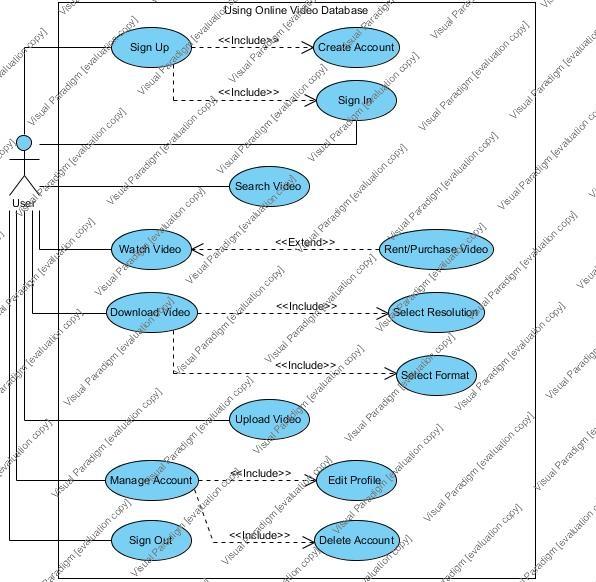 Using Online Video Database
Sign Up
<<Include>>
Create Account
<<Include>>
Sign In
User
Search Video
Watch Video
<<Extend>>
Rent/Purchase Video
Download Video
<<Include>>
Select Resolution
<<Include>>
Select Format
Upload Video
Manage Account
<<Include>>
Edit Profile
<<Include>>
Delete Account
Sign Out
Visual Paradigm [evaluation copy]